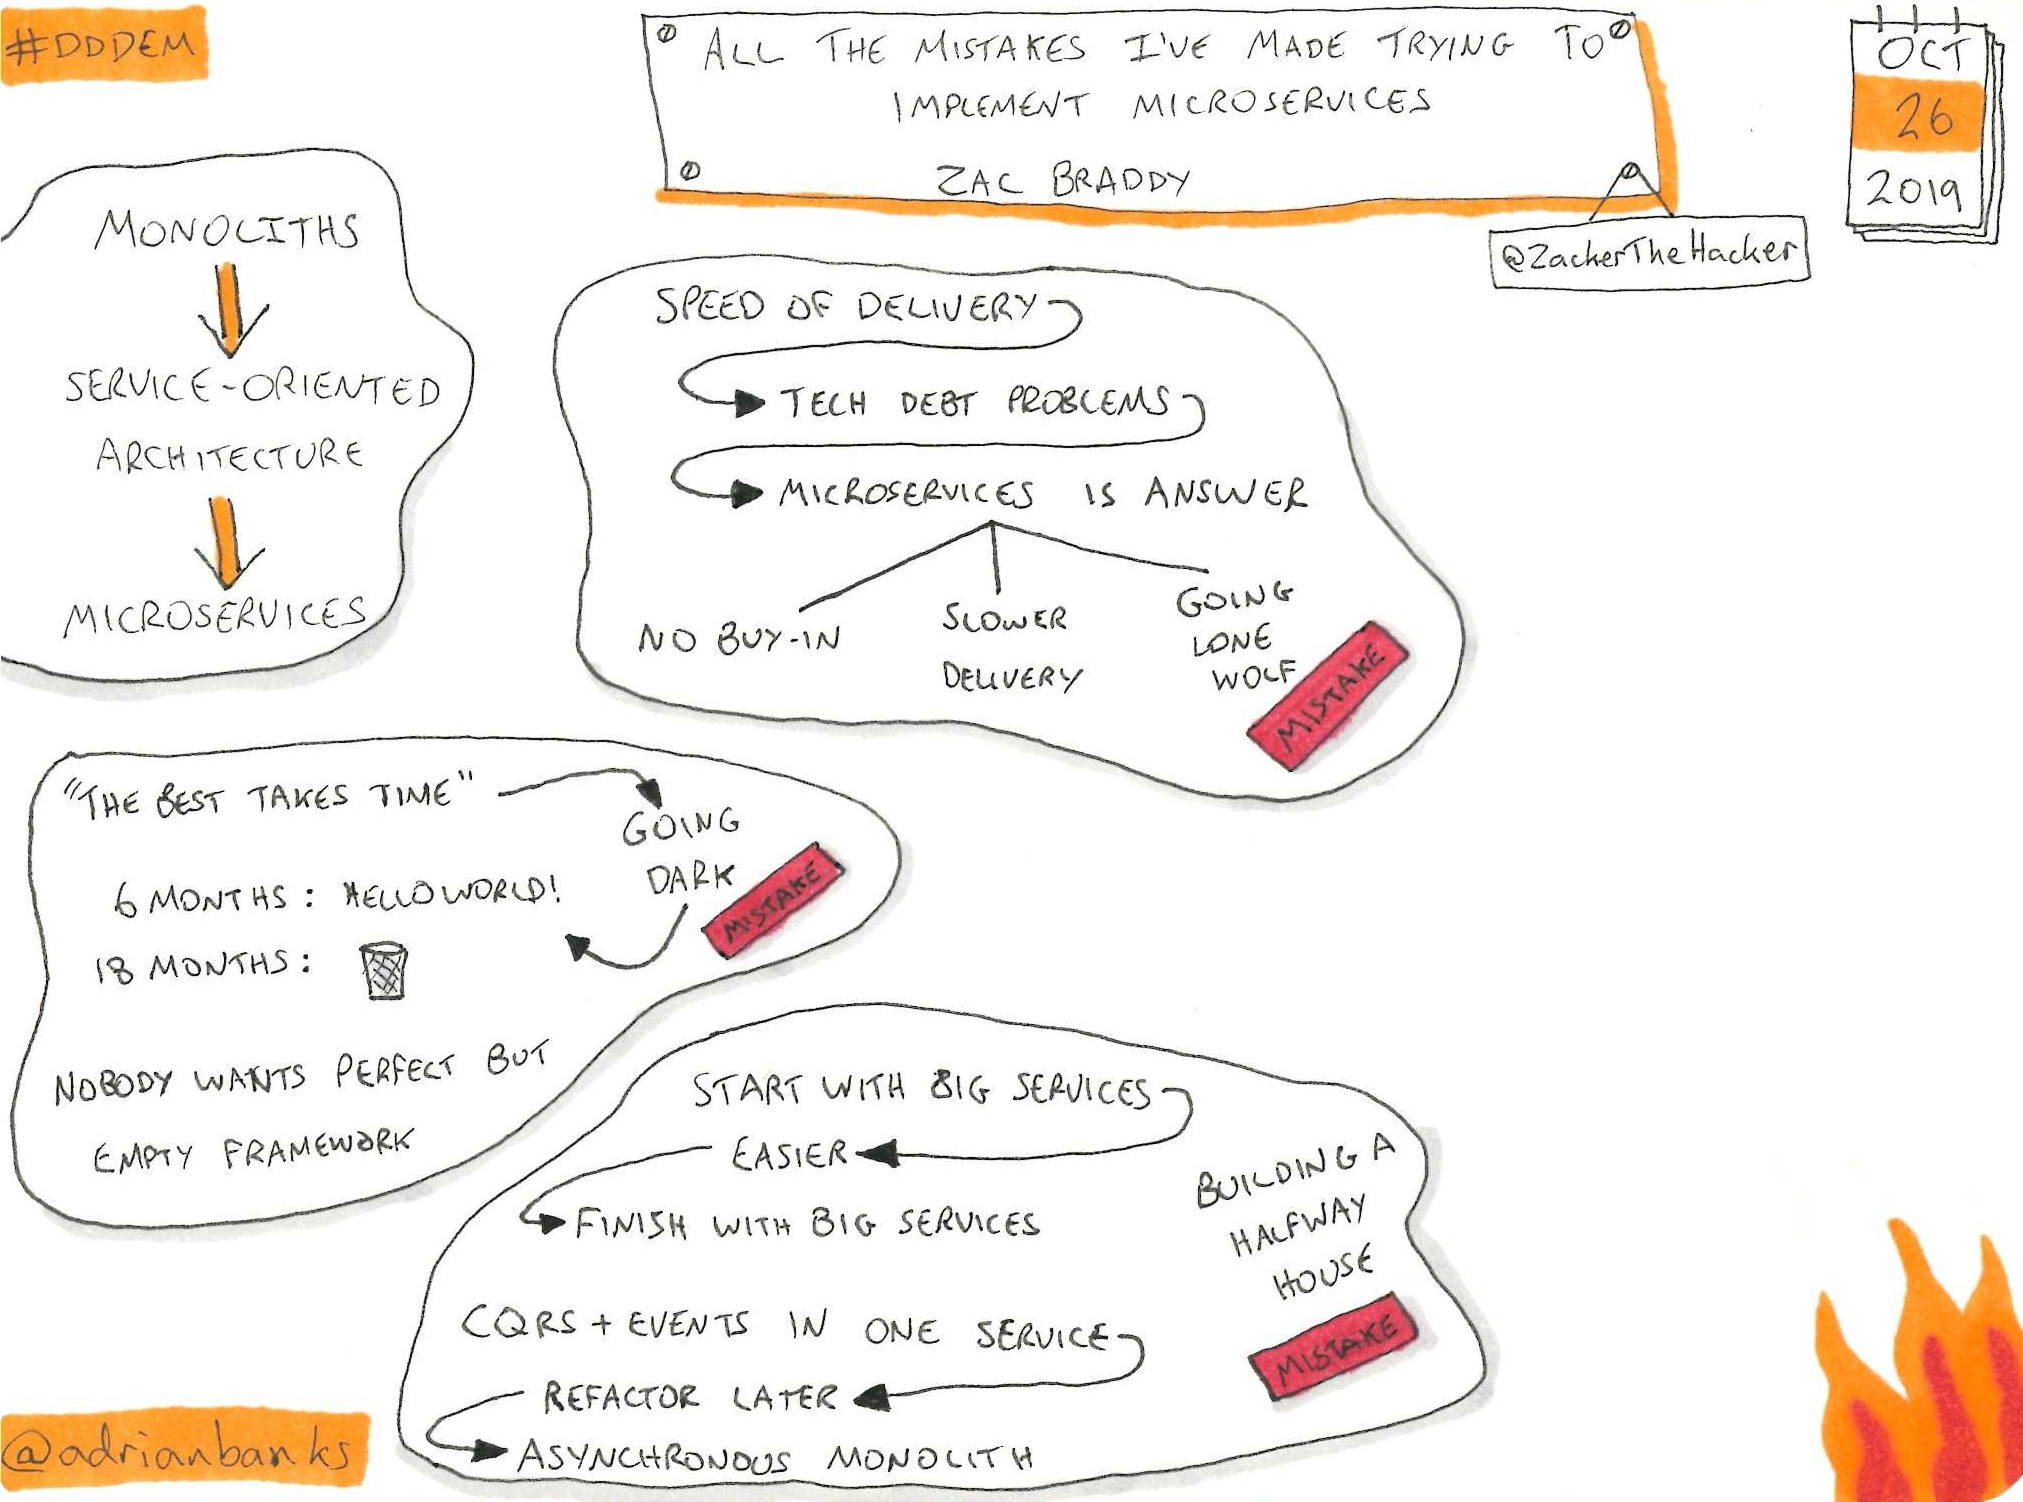 #DDDEM
ALL THE MISTAKES I'VE MADE TRYING TO
IMPLEMENT MICROSERVICES
ZAC BRADDY
@ZackerTheHacker
OCT
26
2019
MONOLITHS
SERVICE-ORIENTED
ARCHITECTURE
MICROSERVICES
SPEED OF DELIVERY
TECH DEBT PROBLEMS
MICROSERVICES IS ANSWER
NO BUY-IN
SLOWER
DELIVERY
GOING
LONE
WOLF
MISTAKE
"THE BEST TAKES TIME"
GOING
DARK
MISTAKE
6 MONTHS: HELLO WORLD!
18 MONTHS:
NOBODY WANTS PERFECT BUT
EMPTY FRAMEWORK
START WITH BIG SERVICES
EASIER
FINISH WITH BIG SERVICES
CQRS + EVENTS IN ONE SERVICE
REFACTOR LATER
ASYNCHRONOUS MONOLITH
BUILDING A
HALFWAY
HOUSE
MISTAKE
@adrianbanks